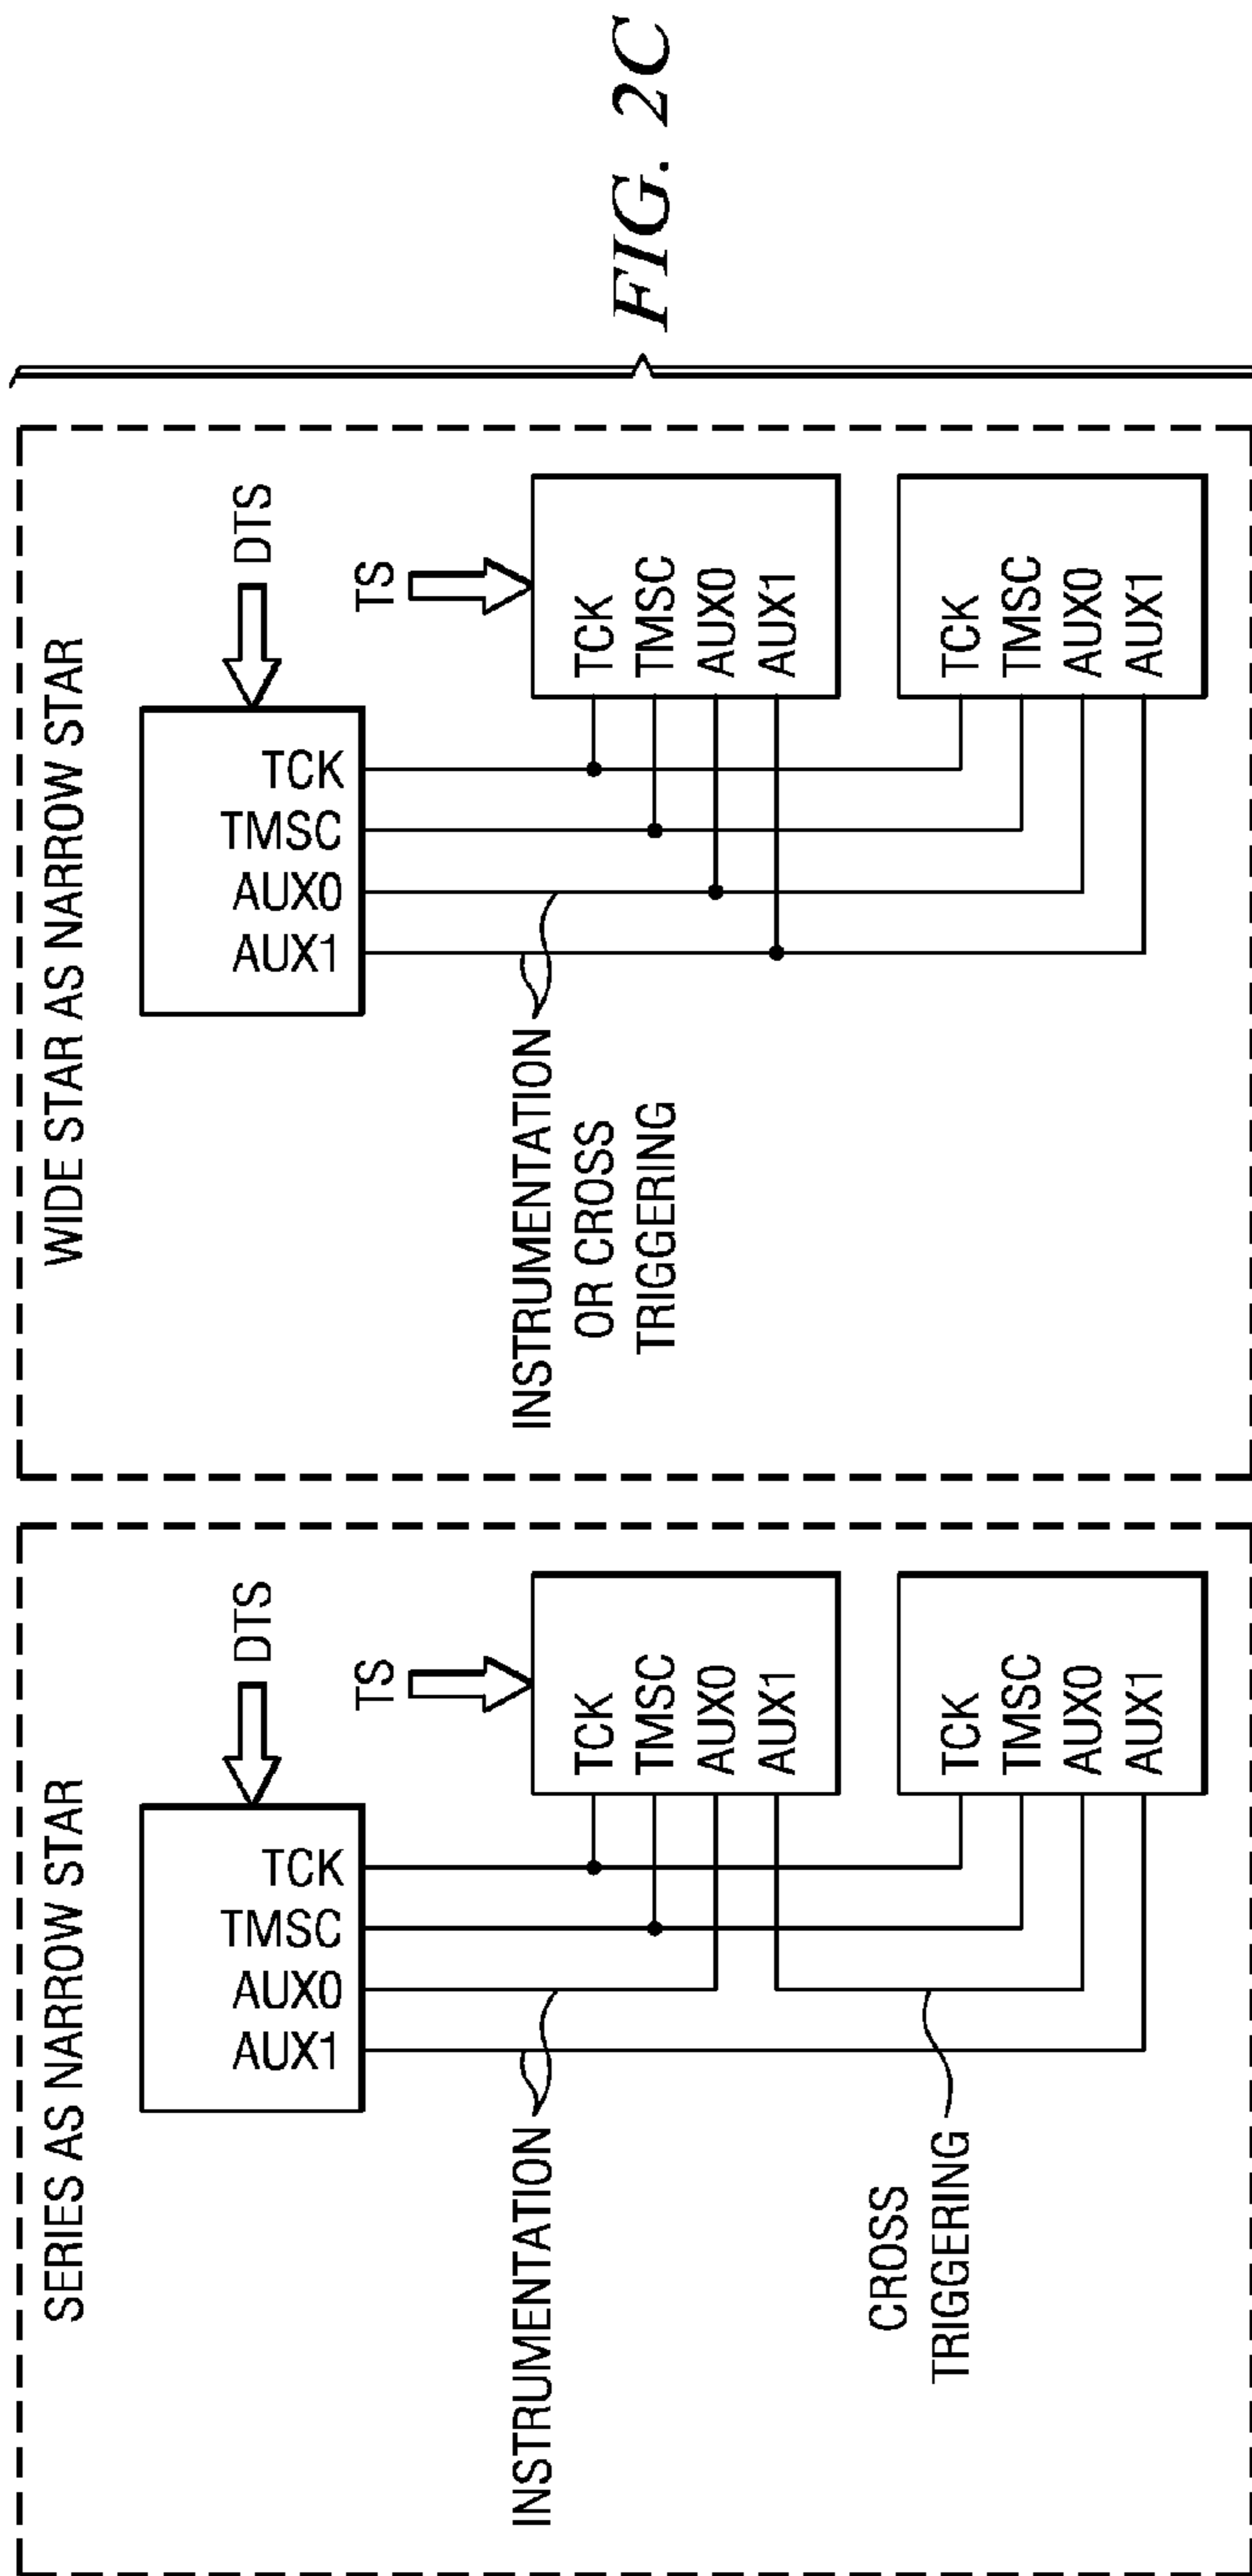 SERIES AS NARROW STAR
DTS
TCK
TMSC
AUX0
AUX1
TS
TCK
TMSC
AUX0
AUX1
INSTRUMENTATION
TCK
TMSC
AUX0
AUX1
CROSS
TRIGGERING
WIDE STAR AS NARROW STAR
DTS
TCK
TMSC
AUX0
AUX1
TS
TCK
TMSC
AUX0
AUX1
INSTRUMENTATION
OR CROSS
TRIGGERING
TCK
TMSC
AUX0
AUX1
FIG. 2C